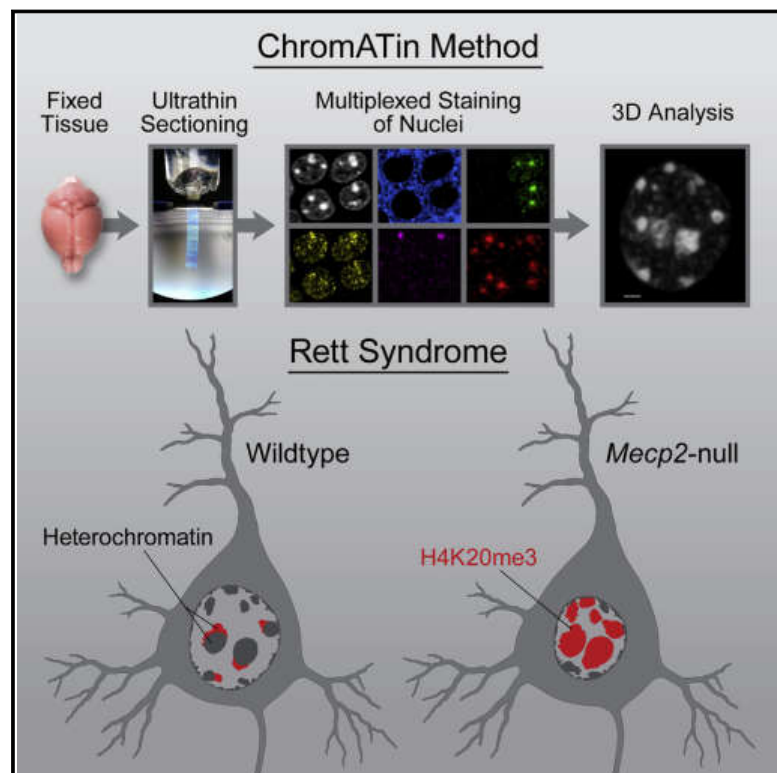 ChromATin Method
Fixed
Tissue
Ultrathin
Sectioning
Multiplexed Staining
of Nuclei
3D Analysis
Rett Syndrome
Wildtype
Mecp2-null
Heterochromatin
H4K20me3